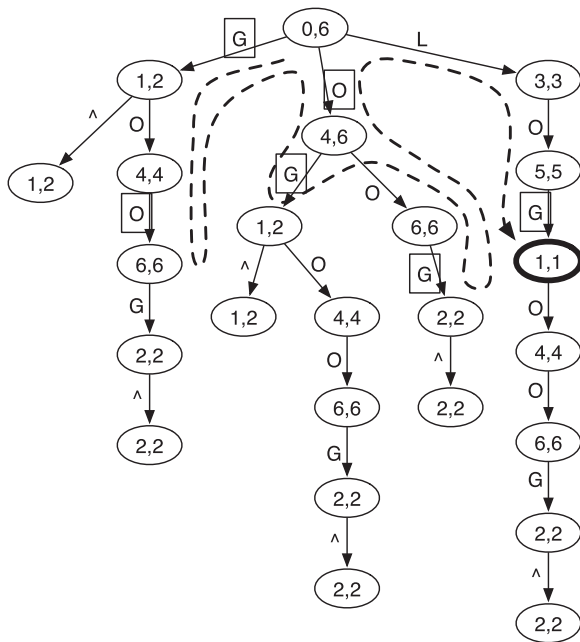 0,6
G L
1,2 O 3,3
^ O 4,6 O
1,2 4,4 G O 5,5
O 1,2 6,6 G
6,6 ^ O G 1,1
G 1,2 4,4 2,2 O
2,2 O ^ 4,4
^ 6,6 2,2 O
2,2 G 6,6
2,2 G
^ 2,2
2,2 ^
2,2